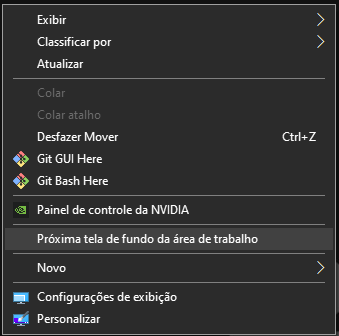 Exibir
Classificar por
Atualizar
Colar
Colar atalho
Desfazer Mover Ctrl+Z
Git GUI Here
Git Bash Here
Painel de controle da NVIDIA
Próxima tela de fundo da área de trabalho
Novo
Configurações de exibição
Personalizar